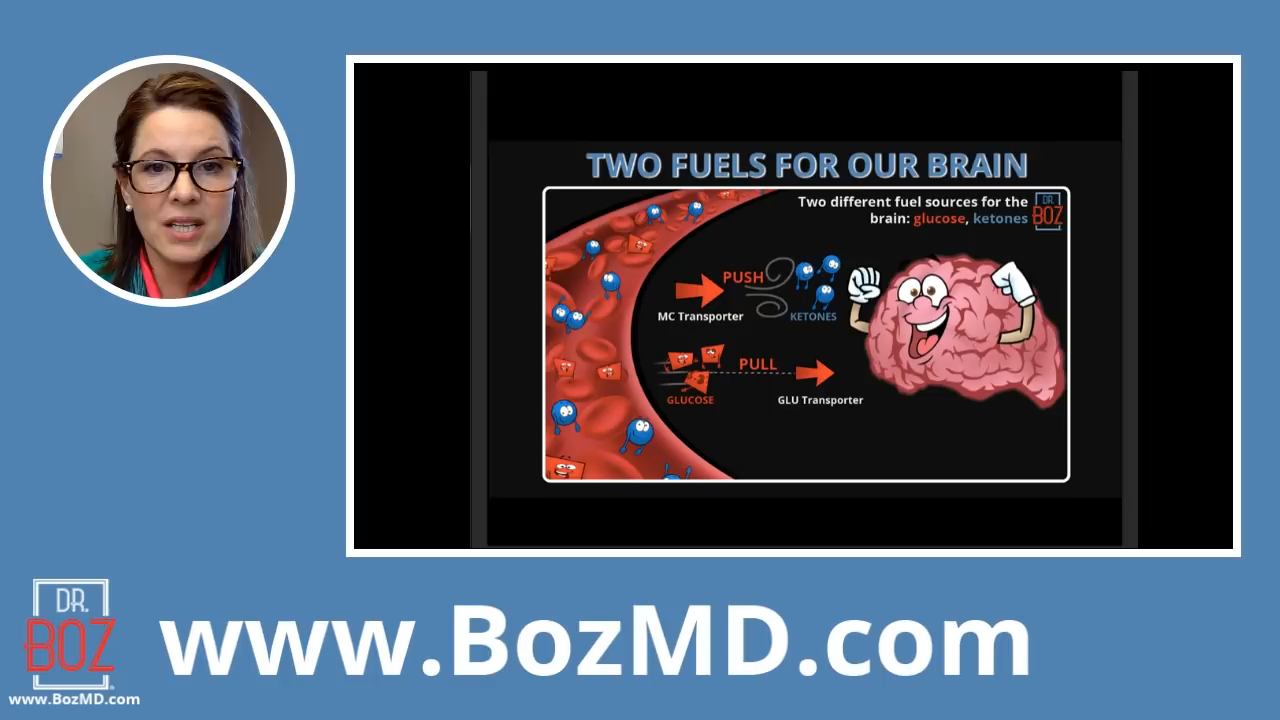 TWO FUELS FOR OUR BRAIN
Two different fuel sources for the
brain: glucose, ketones
DR.
BOZ
PUSH
MC Transporter
KETONES
PULL
GLUCOSE
GLU Transporter
DR.
BOZ
www.BozMD.com
www.BozMD.com